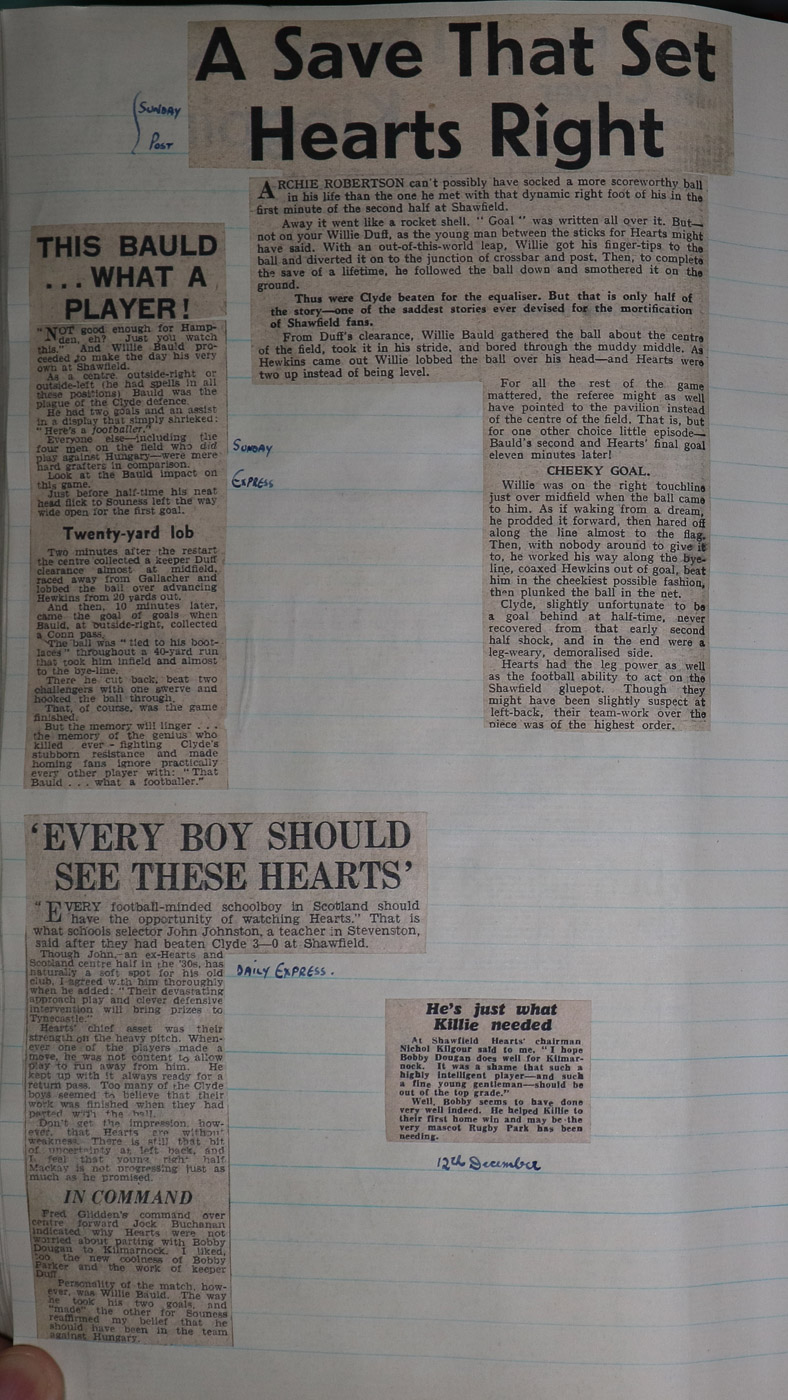 A Save That Set
Hearts Right
SUNDAY
POST
ARCHIE ROBERTSON can't possibly have socked a more scoreworthy ball
in his life than the one he met with that dynamic right foot of his in the
first minute of the second half at Shawfield.
Away it went like a rocket shell. "Goal" was written all over it. But—
not on your Willie Duff, as the young man between the sticks for Hearts might
have said. With an out-of-this-world leap, Willie got his finger-tips to the
ball and diverted it on to the junction of crossbar and post. Then, to complete
the save of a lifetime, he followed the ball down and smothered it on the
ground.
Thus were Clyde beaten for the equaliser. But that is only half of
the story—one of the saddest stories ever devised for the mortification
of Shawfield fans.
From Duff's clearance, Willie Bauld gathered the ball about the centre
of the field, took it in his stride, and bored through the muddy middle. As
Hewkins came out Willie lobbed the ball over his head—and Hearts were
two up instead of being level.
For all the rest of the game
mattered, the referee might as well
have pointed to the pavilion instead
of the centre of the field. That is, but
for one other choice little episode—
Bauld's second and Hearts' final goal
eleven minutes later!
CHEEKY GOAL.
Willie was on the right touchline
just over midfield when the ball came
to him. As if waking from a dream,
he prodded it forward, then hared off
along the line almost to the flag.
Then, with nobody around to give it
to, he worked his way along the bye-
line, coaxed Hewkins out of goal, beat
him in the cheekiest possible fashion,
then plunked the ball in the net.
Clyde, slightly unfortunate to be
a goal behind at half-time, never
recovered from that early second
half shock, and in the end were a
leg-weary, demoralised side.
Hearts had the leg power as well
as the football ability to act on the
Shawfield gluepot. Though they
might have been slightly suspect at
left-back, their team-work over the
piece was of the highest order.
THIS BAULD
...WHAT A
PLAYER!
"NOT good enough for Hamp-
den, eh? Just you watch
this." And Willie Bauld pro-
ceeded to make the day his very
own at Shawfield.
As a centre, outside-right or
outside-left (he had spells in all
these positions) Bauld was the
plague of the Clyde defence.
He had two goals and an assist
in a display that simply shrieked:
"Here's a footballer."
Everyone else—including the
four men on the field who did
play against Hungary—were mere
hard grafters in comparison.
Look at the Bauld impact on
this game.
Just before half-time his neat
head flick to Souness left the way
wide open for the first goal.
Twenty-yard lob
Two minutes after the restart
the centre collected a keeper Duff
clearance almost at midfield,
raced away from Gallacher and
lobbed the ball over advancing
Hewkins from 20 yards out.
And then, 10 minutes later,
came the goal of goals when
Bauld, at outside-right, collected
a Conn pass.
The ball was "tied to his boot-
laces" throughout a 40-yard run
that took him infield and almost
to the bye-line.
There he cut back, beat two
challengers with one swerve and
hooked the ball through.
That, of course, was the game
finished.
But the memory will linger . . .
the memory of the genius who
killed ever-fighting Clyde's
stubborn resistance and made
homing fans ignore practically
every other player with: "That
Bauld . . . what a footballer."
SUNDAY
EXPRESS
'EVERY BOY SHOULD
SEE THESE HEARTS'
"EVERY football-minded schoolboy in Scotland should
have the opportunity of watching Hearts." That is
what schools selector John Johnston, a teacher in Stevenston,
said after they had beaten Clyde 3—0 at Shawfield.
Though John,—an ex-Hearts and
Scotland centre half in the '30s, has
naturally a soft spot for his old
club, I agreed with him thoroughly
when he added: "Their devastating
approach play and clever defensive
intervention will bring prizes to
Tynecastle."
Hearts' chief asset was their
strength on the heavy pitch. When-
ever one of the players made a
move, he was not content to allow
play to run away from him. He
kept up with it always ready for a
return pass. Too many of the Clyde
boys seemed to believe that their
work was finished when they had
parted with the ball.
Don't get the impression, how-
ever, that Hearts are without
weakness. There is still that bit
of uncertainty at left back, and
I feel that young right half
Mackay is not progressing just as
much as he promised.
IN COMMAND
Fred Glidden's command over
centre forward Jock Buchanan
indicated why Hearts were not
worried about parting with Bobby
Dougan to Kilmarnock. I liked,
too, the new coolness of Bobby
Parker and the work of keeper
Duff.
Personality of the match, how-
ever, was Willie Bauld. The way
he took his two goals, and
"made" the other for Souness
reaffirmed my belief that he
should have been in the team
against Hungary.
DAILY EXPRESS.
He's just what
Killie needed
At Shawfield Hearts' chairman
Nichol Kilgour said to me, "I hope
Bobby Dougan does well for Kilmar-
nock. It was a shame that such a
highly intelligent player—and such
a fine young gentleman—should be
out of the top grade."
Well, Bobby seems to have done
very well indeed. He helped Killie to
their first home win and may be the
very mascot Rugby Park has been
needing.
12th December